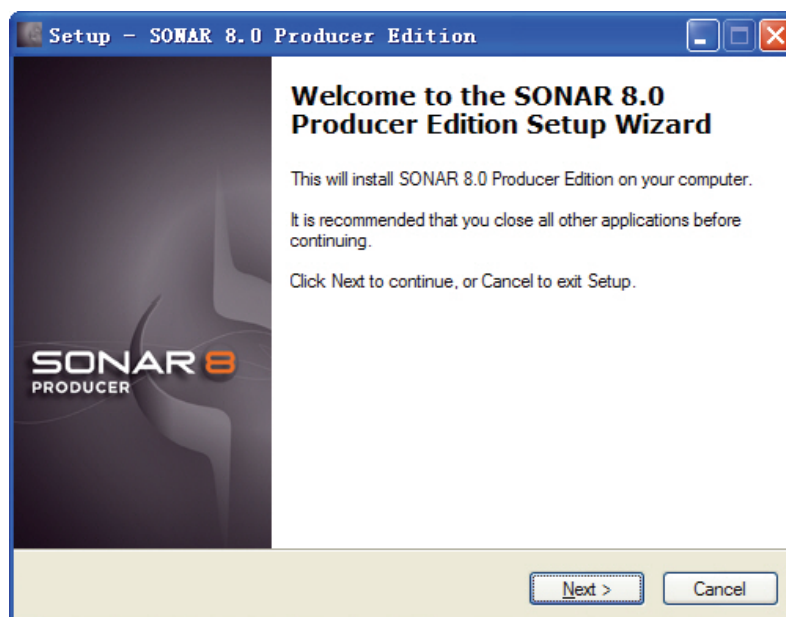 Setup - SONAR 8.0 Producer Edition
Welcome to the SONAR 8.0
Producer Edition Setup Wizard
This will install SONAR 8.0 Producer Edition on your computer.
It is recommended that you close all other applications before
continuing.
Click Next to continue, or Cancel to exit Setup.
SONAR 8
PRODUCER
Next >
Cancel